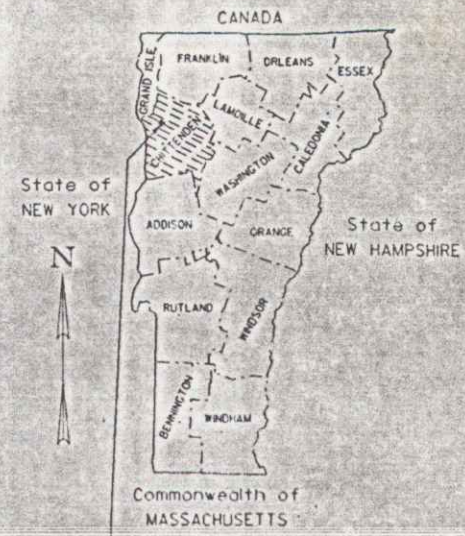 CANADA
GRAND ISLE
FRANKLIN
ORLEANS
ESSEX
LAMOILLE
CHITTENDEN
CALEDONIA
WASHINGTON
State of
NEW YORK
ADDISON
ORANGE
State of
NEW HAMPSHIRE
N
RUTLAND
WINDSOR
BENNINGTON
WINDHAM
Commonwealth of
MASSACHUSETTS